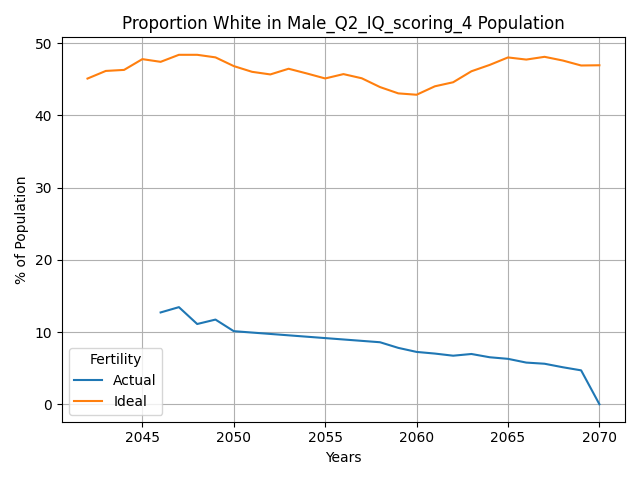 Proportion White in Male_Q2_IQ_scoring_4 Population
% of Population
50
40
30
20
10
0
Fertility
Actual
Ideal
2045 2050 2055 2060 2065 2070
Years